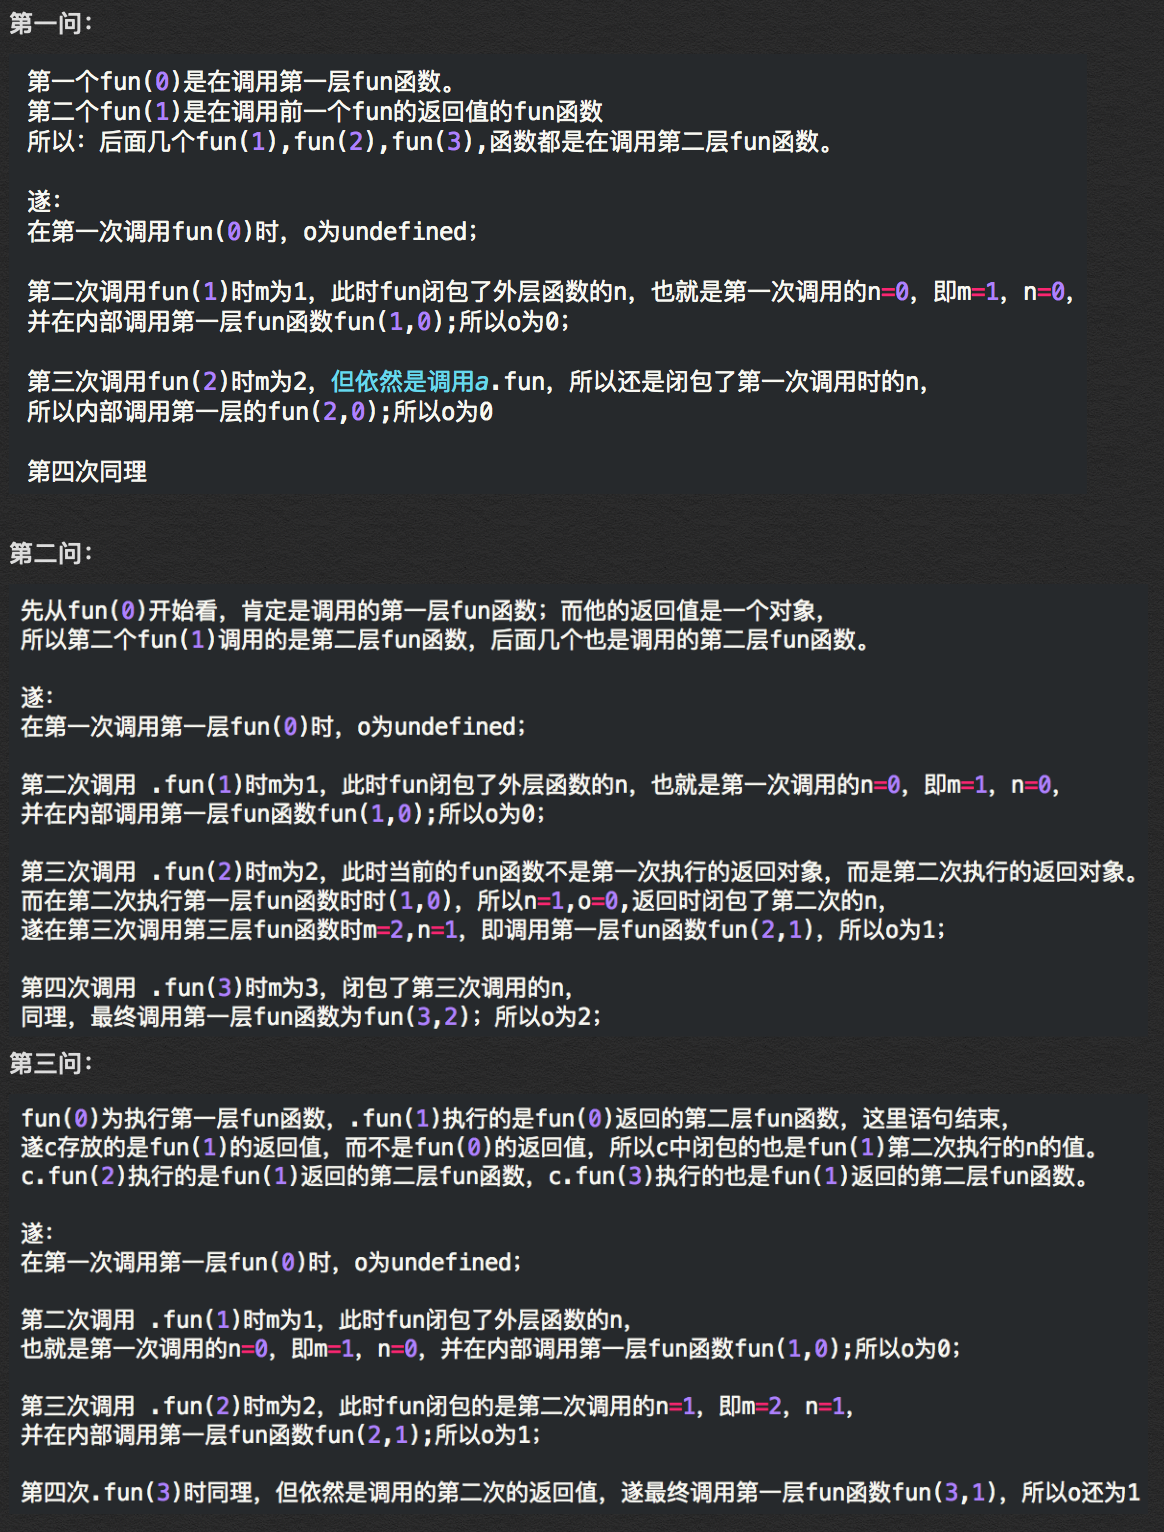 第一问：
第一个fun(0)是在调用第一层fun函数。
第二个fun(1)是在调用前一个fun的返回值的fun函数
所以：后面几个fun(1),fun(2),fun(3),函数都是在调用第二层fun函数。
遂：
在第一次调用fun(0)时，o为undefined；
第二次调用fun(1)时m为1，此时fun闭包了外层函数的n，也就是第一次调用的n=0，即m=1，n=0，
并在内部调用第一层fun函数fun(1,0);所以o为0；
第三次调用fun(2)时m为2，但依然是调用a.fun，所以还是闭包了第一次调用时的n，
所以内部调用第一层的fun(2,0);所以o为0
第四次同理
第二问：
先从fun(0)开始看，肯定是调用的第一层fun函数；而他的返回值是一个对象，
所以第二个fun(1)调用的是第二层fun函数，后面几个也是调用的第二层fun函数。
遂：
在第一次调用第一层fun(0)时，o为undefined；
第二次调用 .fun(1)时m为1，此时fun闭包了外层函数的n，也就是第一次调用的n=0，即m=1，n=0，
并在内部调用第一层fun函数fun(1,0);所以o为0；
第三次调用 .fun(2)时m为2，此时当前的fun函数不是第一次执行的返回对象，而是第二次执行的返回对象。
而在第二次执行第一层fun函数时时(1,0)，所以n=1,o=0,返回时闭包了第二次的n，
遂在第三次调用第三层fun函数时m=2,n=1，即调用第一层fun函数fun(2,1)，所以o为1；
第四次调用 .fun(3)时m为3，闭包了第三次调用的n，
同理，最终调用第一层fun函数为fun(3,2)；所以o为2；
第三问：
fun(0)为执行第一层fun函数，.fun(1)执行的是fun(0)返回的第二层fun函数，这里语句结束，
遂c存放的是fun(1)的返回值，而不是fun(0)的返回值，所以c中闭包的也是fun(1)第二次执行的n的值。
c.fun(2)执行的是fun(1)返回的第二层fun函数，c.fun(3)执行的也是fun(1)返回的第二层fun函数。
遂：
在第一次调用第一层fun(0)时，o为undefined；
第二次调用 .fun(1)时m为1，此时fun闭包了外层函数的n，
也就是第一次调用的n=0，即m=1，n=0，并在内部调用第一层fun函数fun(1,0);所以o为0；
第三次调用 .fun(2)时m为2，此时fun闭包的是第二次调用的n=1，即m=2，n=1，
并在内部调用第一层fun函数fun(2,1);所以o为1；
第四次.fun(3)时同理，但依然是调用的第二次的返回值，遂最终调用第一层fun函数fun(3,1)，所以o还为1